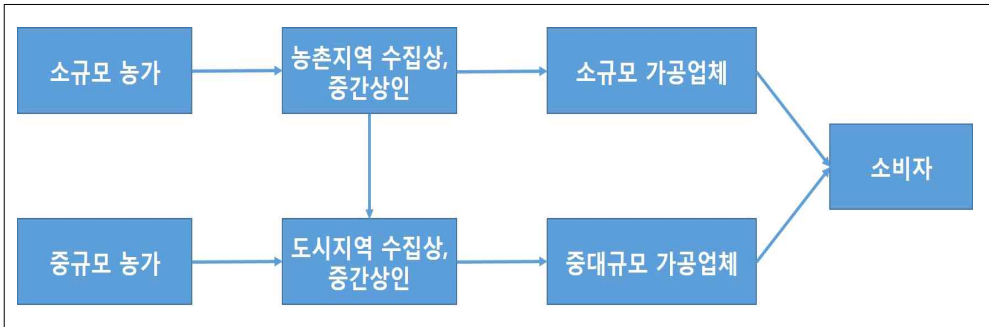 소규모 농가
농촌지역 수집상,
중간상인
소규모 가공업체
소비자
중규모 농가
도시지역 수집상,
중간상인
중대규모 가공업체